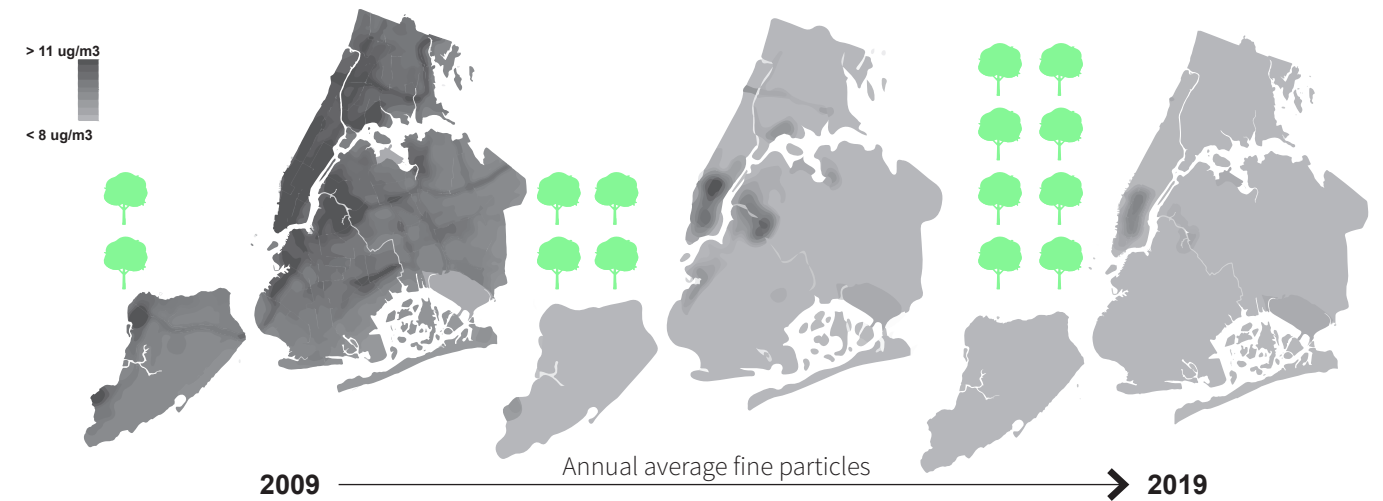 > 11 ug/m3
< 8 ug/m3
Annual average fine particles
2009
2019